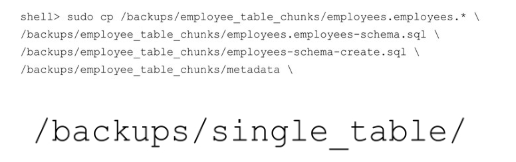 shell> sudo cp /backups/employee_table_chunks/employees.employees.* \
/backups/employee_table_chunks/employees.employees-schema.sql \
/backups/employee_table_chunks/employees-schema-create.sql \
/backups/employee_table_chunks/metadata \
/backups/single_table/